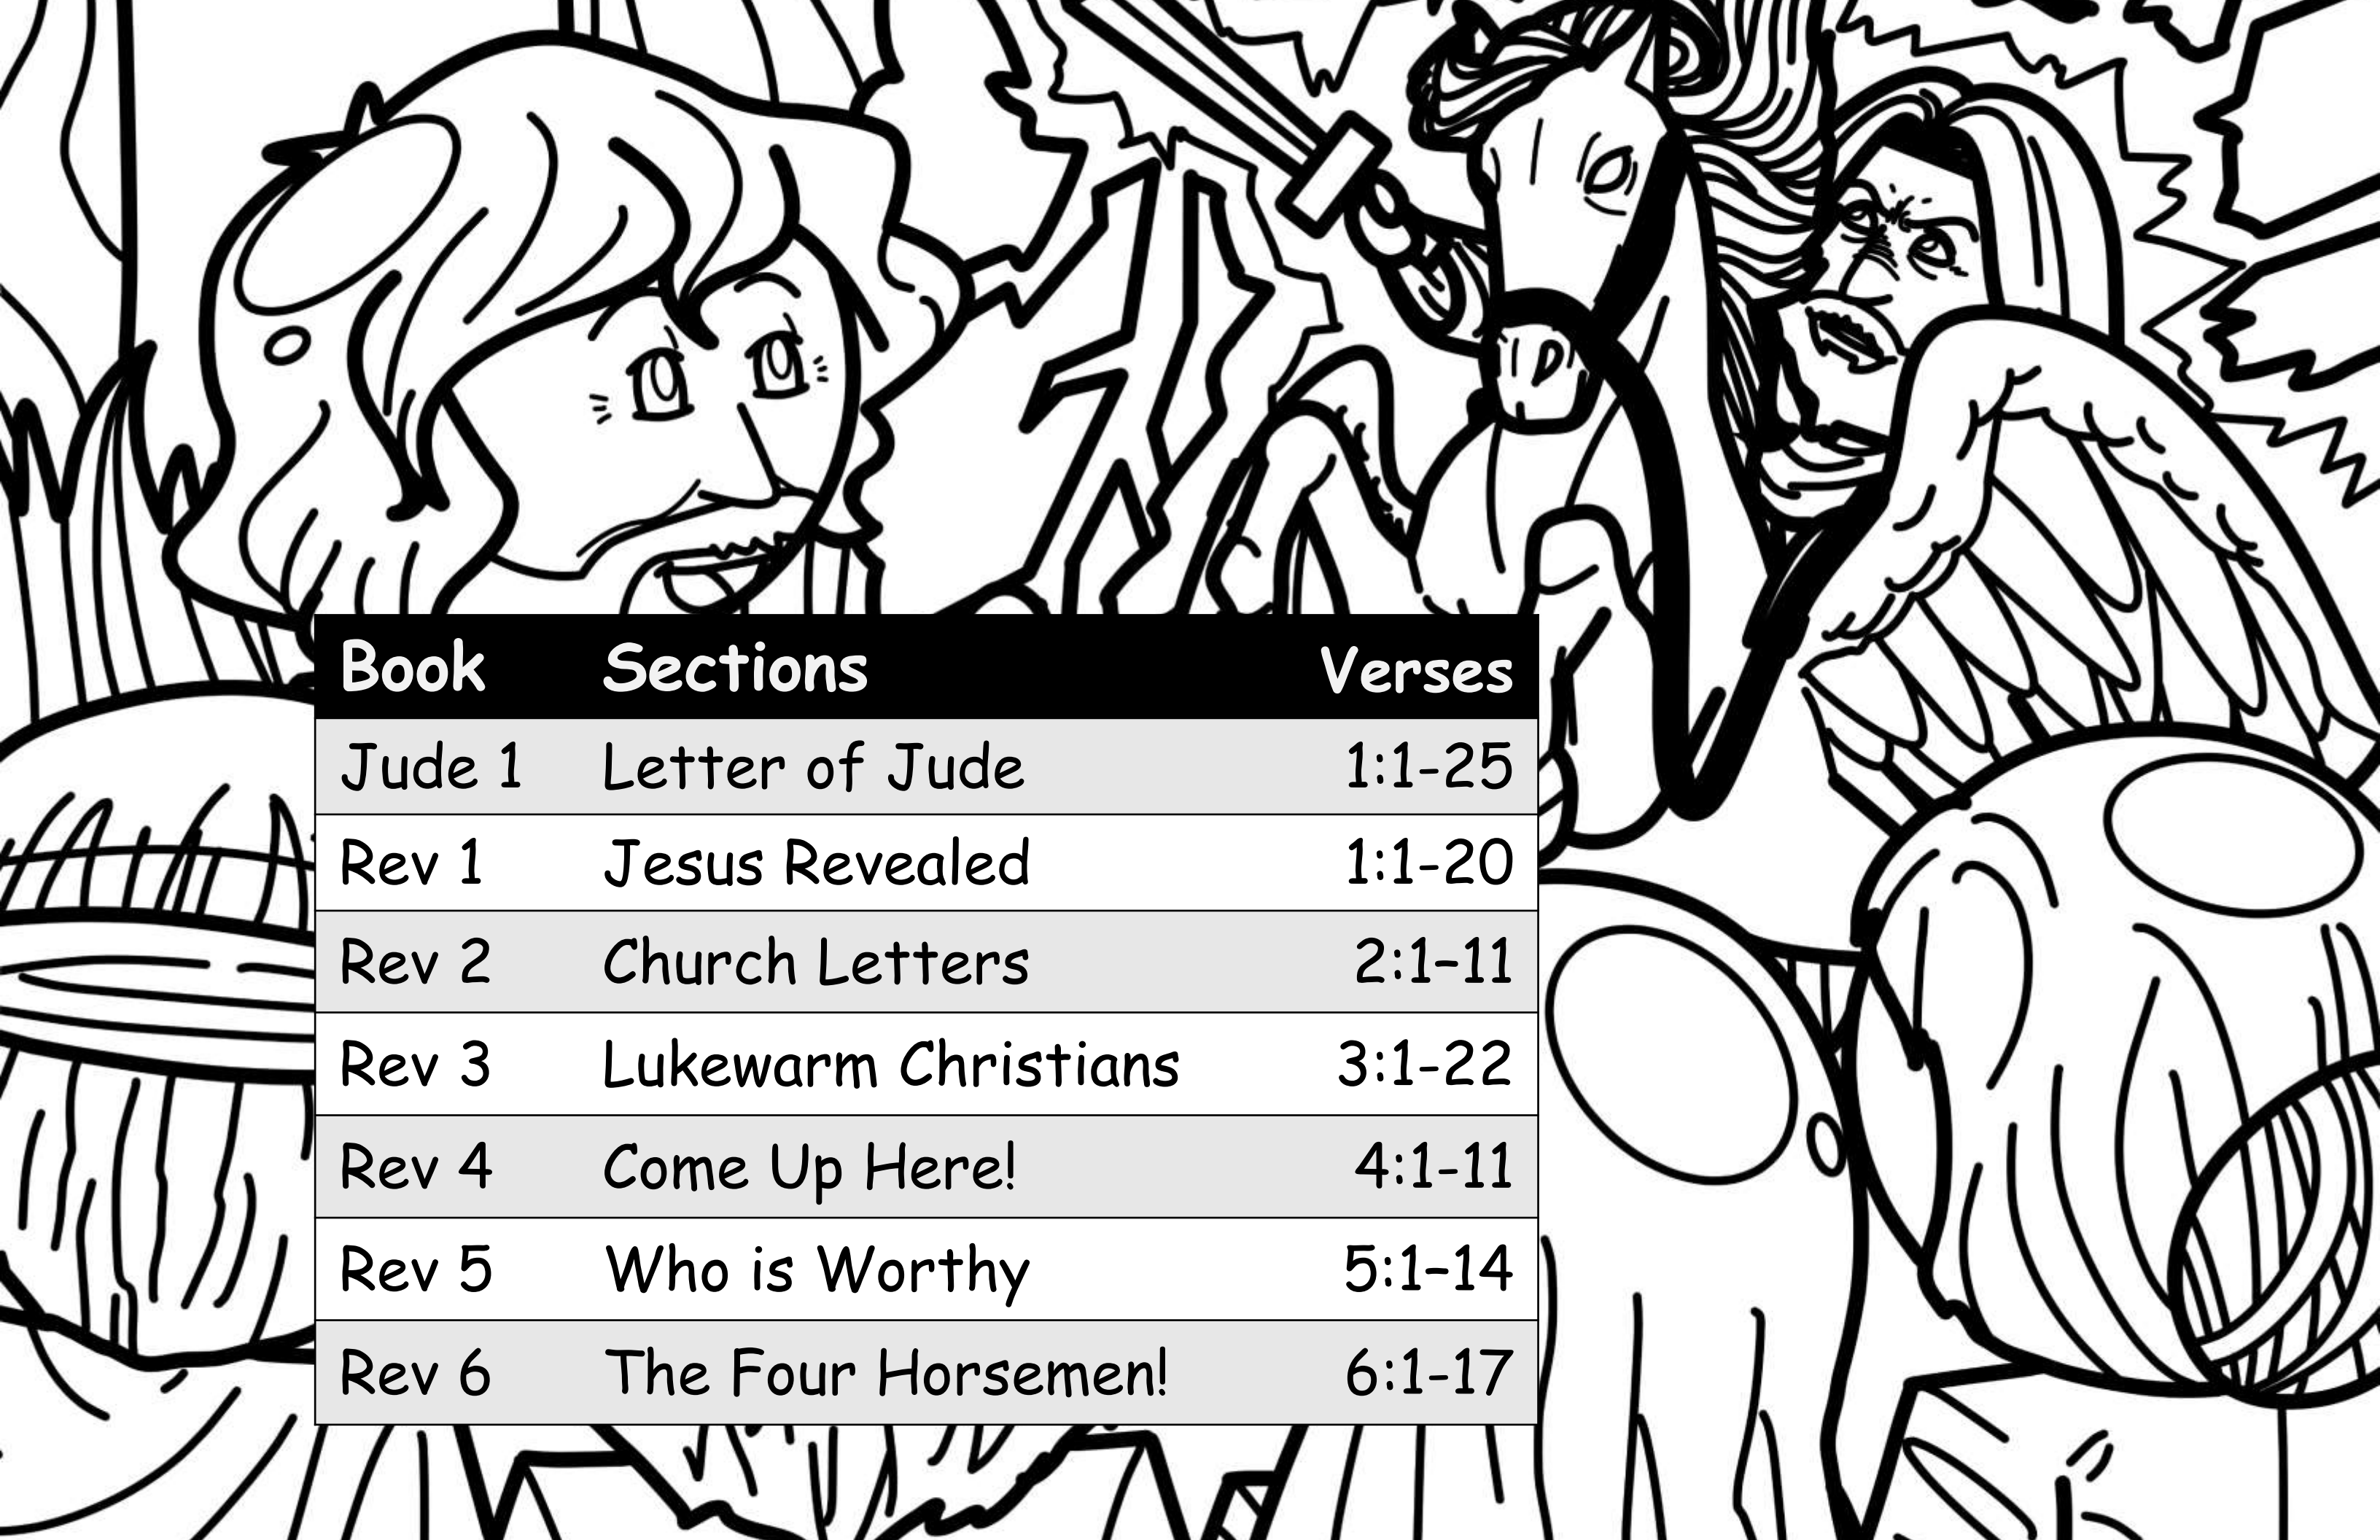 Book Sections Verses
Jude 1 Letter of Jude 1:1-25
Rev 1 Jesus Revealed 1:1-20
Rev 2 Church Letters 2:1-11
Rev 3 Lukewarm Christians 3:1-22
Rev 4 Come Up Here! 4:1-11
Rev 5 Who is Worthy 5:1-14
Rev 6 The Four Horsemen! 6:1-17